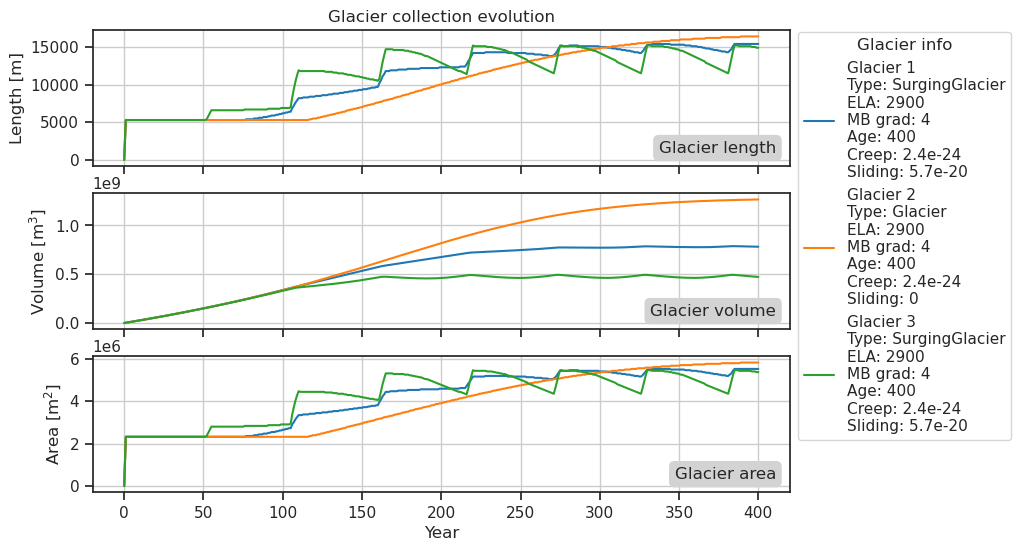 Glacier collection evolution
Length [m]
15000
10000
5000
0
Glacier length
1e9
Volume [m³]
1.0
0.5
0.0
Glacier volume
1e6
Area [m²]
6
4
2
0
Glacier area
0 50 100 150 200 250 300 350 400
Year
Glacier info
Glacier 1
Type: SurgingGlacier
ELA: 2900
MB grad: 4
Age: 400
Creep: 2.4e-24
Sliding: 5.7e-20
Glacier 2
Type: Glacier
ELA: 2900
MB grad: 4
Age: 400
Creep: 2.4e-24
Sliding: 0
Glacier 3
Type: SurgingGlacier
ELA: 2900
MB grad: 4
Age: 400
Creep: 2.4e-24
Sliding: 5.7e-20